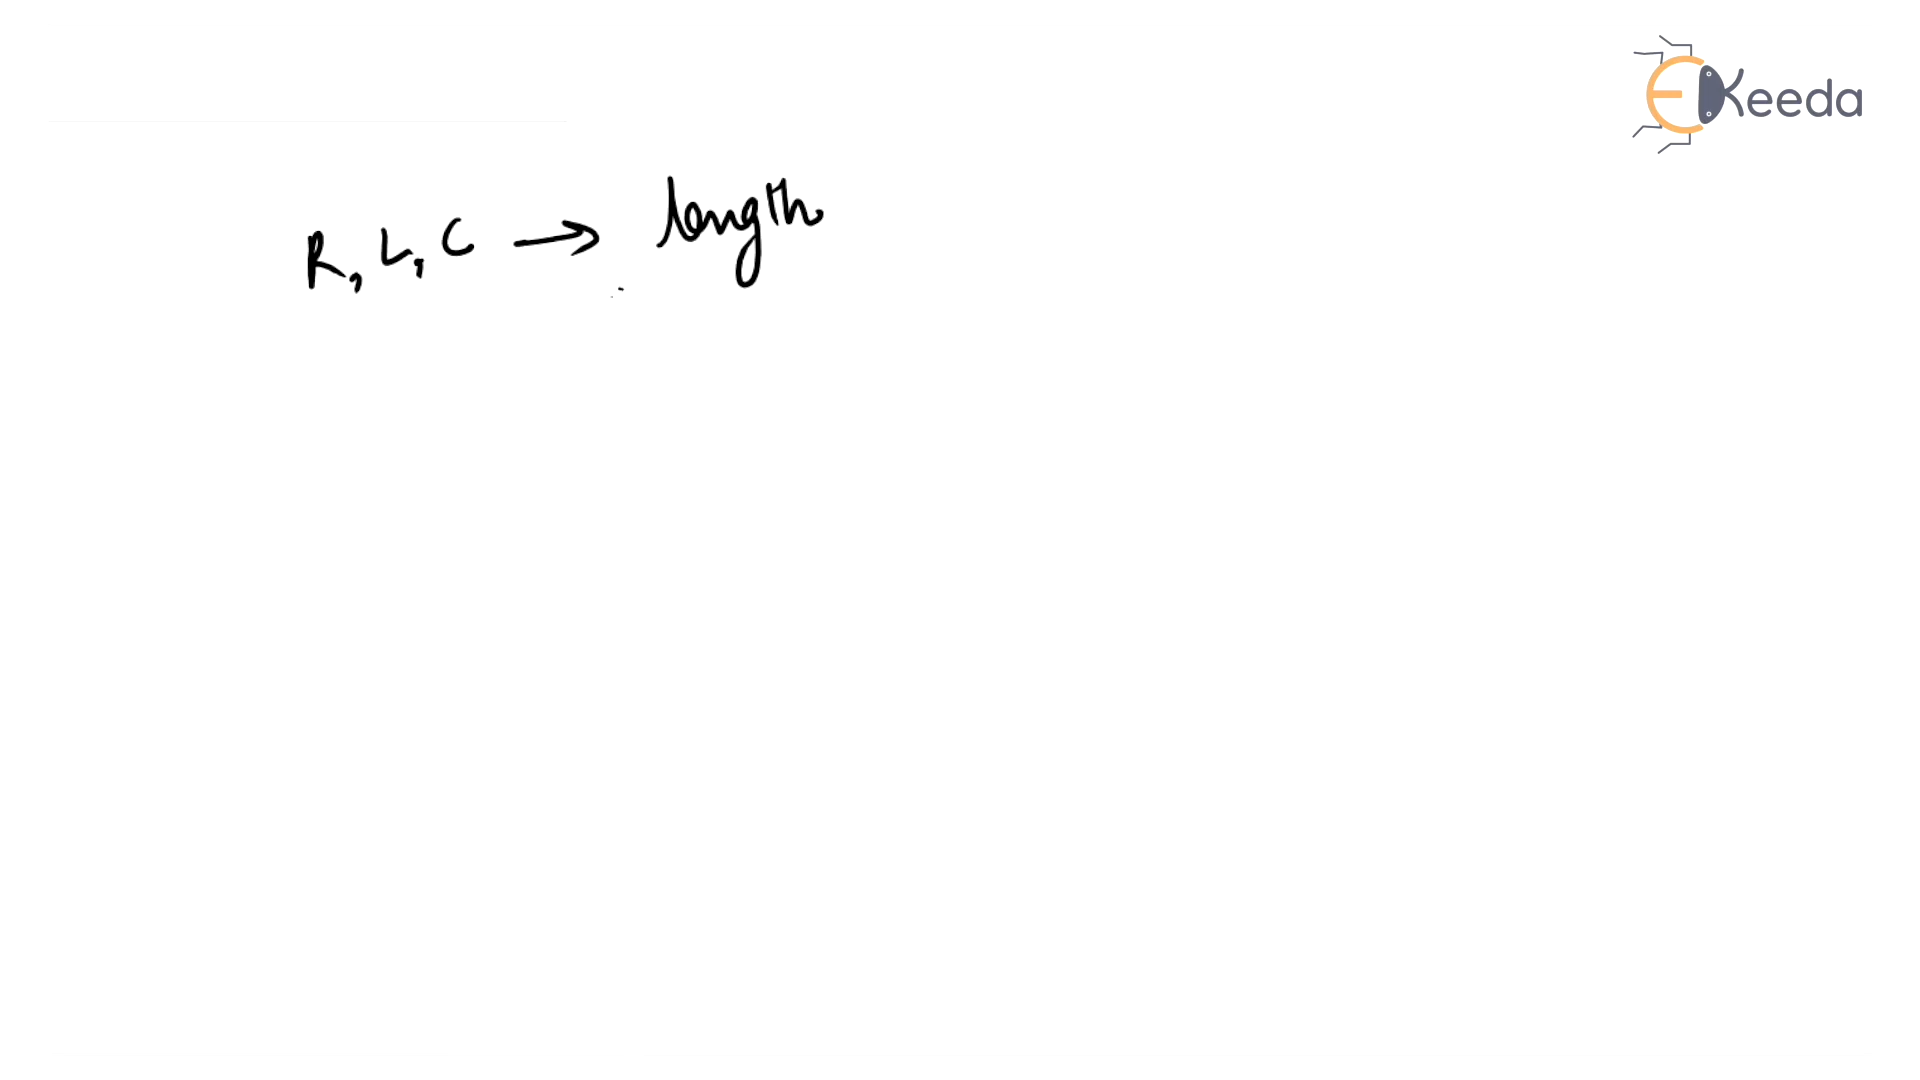 EKeeda
R, L, C → length